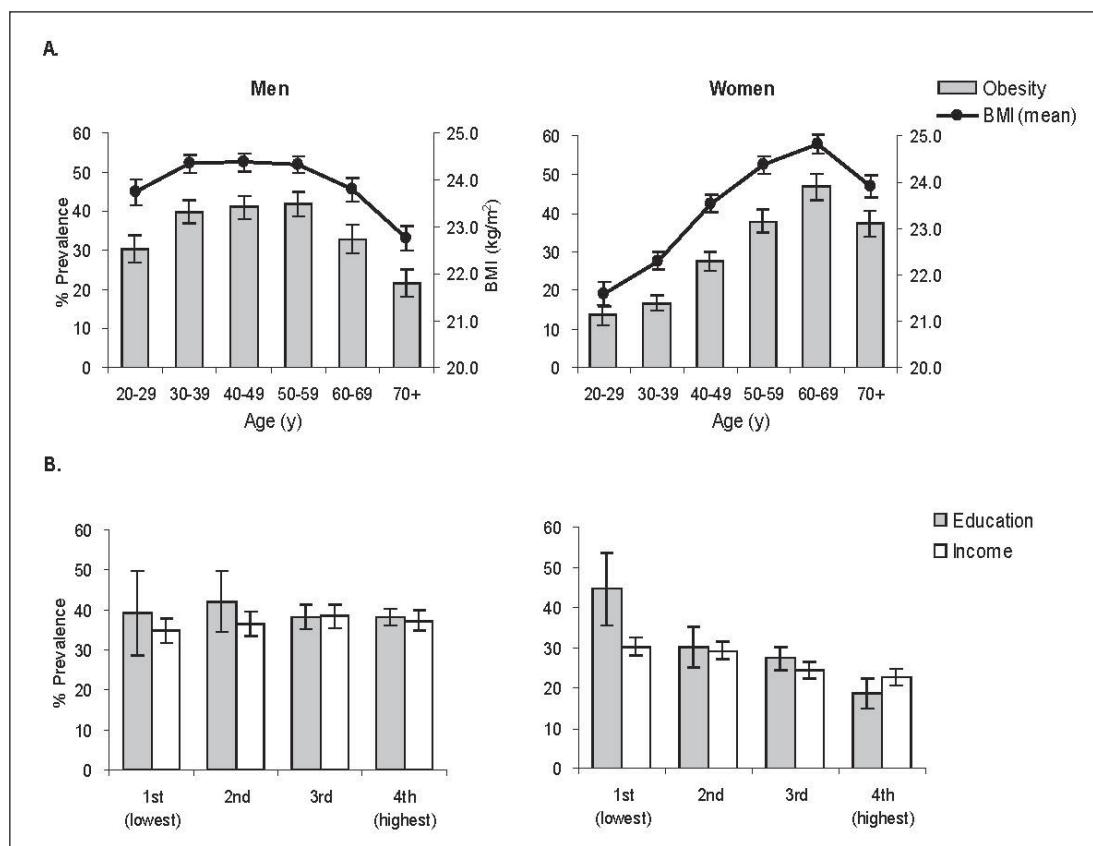 A.
Men
Women
Obesity
BMI (mean)
60
50
40
30
20
10
0
% Prevalence
25.0
24.0
23.0
22.0
21.0
20.0
BMI (kg/m²)
20-29 30-39 40-49 50-59 60-69 70+
Age (y)
60
50
40
30
20
10
0
25.0
24.0
23.0
22.0
21.0
20.0
20-29 30-39 40-49 50-59 60-69 70+
Age (y)
B.
Education
Income
60
50
40
30
20
10
0
% Prevalence
1st 2nd 3rd 4th
(lowest) (highest)
60
50
40
30
20
10
0
1st 2nd 3rd 4th
(lowest) (highest)